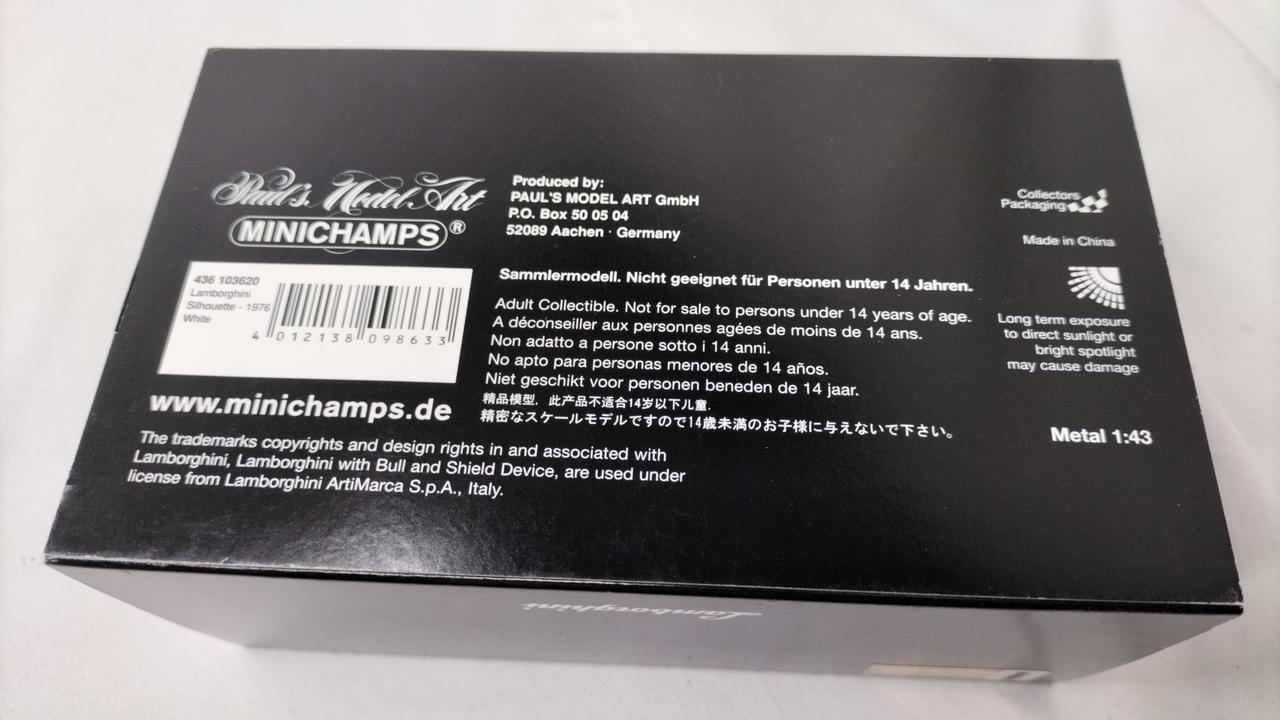 Paul's Model Art
MINICHAMPS®
Produced by:
PAUL'S MODEL ART GmbH
P.O. Box 50 05 04
52089 Aachen · Germany
Collectors
Packaging
Made in China
436 103620
Lamborghini
Silhouette - 1976
White
4 012138 098633
Sammlermodell. Nicht geeignet für Personen unter 14 Jahren.
Adult Collectible. Not for sale to persons under 14 years of age.
A déconseiller aux personnes agées de moins de 14 ans.
Non adatto a persone sotto i 14 anni.
No apto para personas menores de 14 años.
Niet geschikt voor personen beneden de 14 jaar.
精品模型，此产品不适合14岁以下儿童.
精密なスケールモデルですので14歳未満のお子様に与えないで下さい。
Long term exposure
to direct sunlight or
bright spotlight
may cause damage
www.minichamps.de
Metal 1:43
The trademarks copyrights and design rights in and associated with
Lamborghini, Lamborghini with Bull and Shield Device, are used under
license from Lamborghini ArtiMarca S.p.A., Italy.
Lamborghini